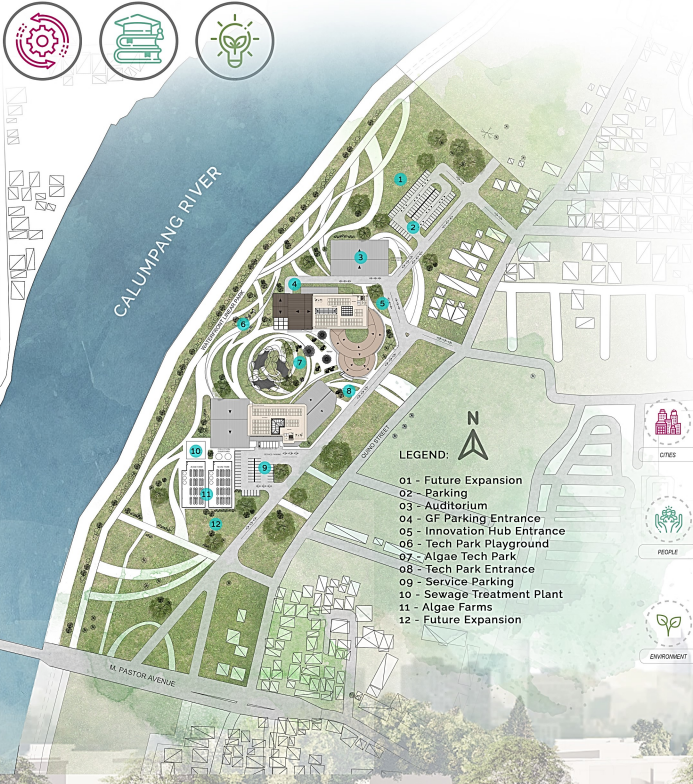 1
CALUMPANG RIVER
2
3
4
5
6
7
8
9
10
11
12
QUINO STREET
N
LEGEND:
01 - Future Expansion
02 - Parking
03 - Auditorium
04 - GF Parking Entrance
05 - Innovation Hub Entrance
06 - Tech Park Playground
07 - Algae Tech Park
08 - Tech Park Entrance
09 - Service Parking
10 - Sewage Treatment Plant
11 - Algae Farms
12 - Future Expansion
CITIES
PEOPLE
ENVIRONMENT
M. PASTOR AVENUE